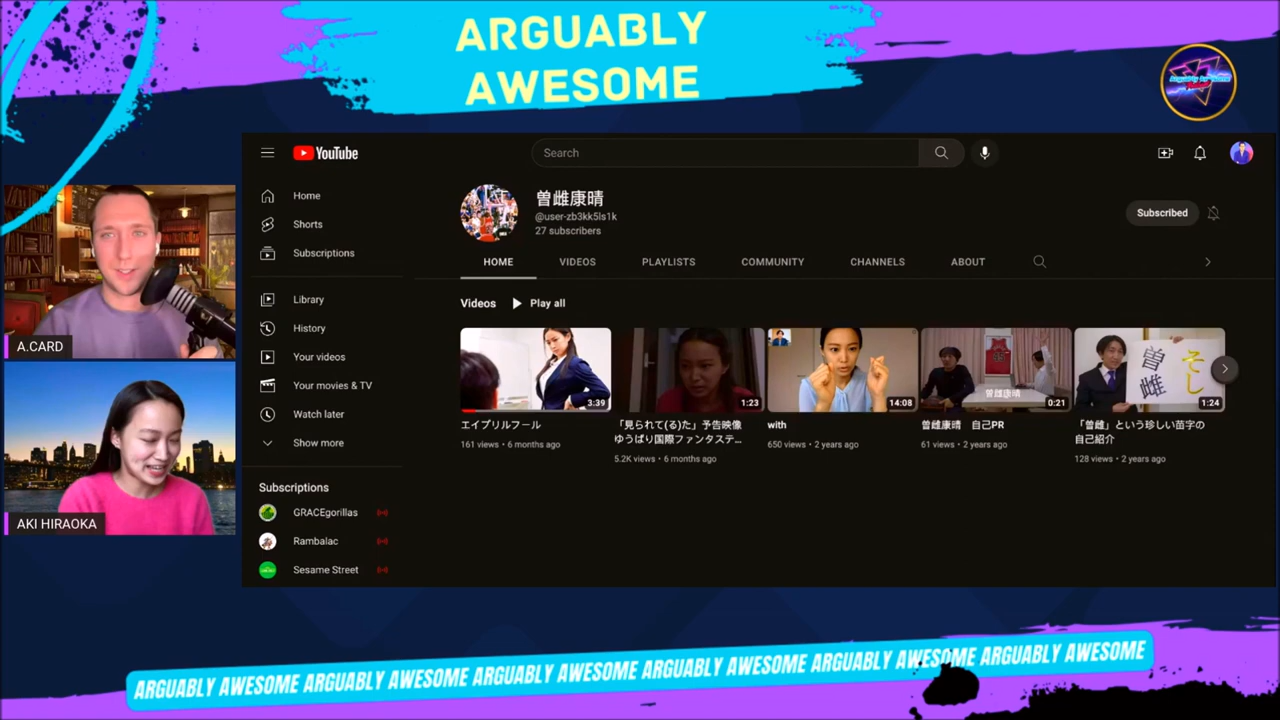 ARGUABLY
AWESOME
YouTube
Search
Home
Shorts
Subscriptions
Library
History
Your videos
Your movies & TV
Watch later
Show more
Subscriptions
GRACEgorillas
Rambalac
Sesame Street
曽雌康晴
@user-zb3kk5ls1k
27 subscribers
Subscribed
HOME
VIDEOS
PLAYLISTS
COMMUNITY
CHANNELS
ABOUT
Videos
Play all
3:39
エイプリルフール
161 views • 6 months ago
1:23
「見られて(る)た」予告映像
ゆうばり国際ファンタステ...
5.2K views • 6 months ago
14:08
with
650 views • 2 years ago
曽雌康晴
0:21
曽雌康晴 自己PR
61 views • 2 years ago
曽雌
そし
1:24
「曽雌」という珍しい苗字の
自己紹介
128 views • 2 years ago
A.CARD
AKI HIRAOKA
ARGUABLY AWESOME ARGUABLY AWESOME ARGUABLY AWESOME ARGUABLY AWESOME ARGUABLY AWESOME ARGUABLY AWESOME